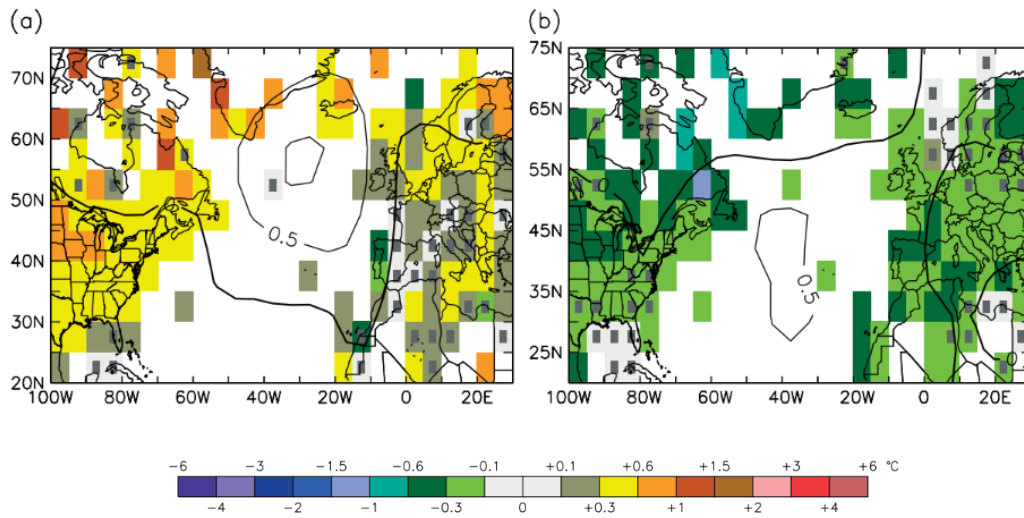 (a)
(b)
70N
60N
50N
40N
30N
20N
0.5
100W 80W 60W 40W 20W 0 20E
75N
65N
55N
45N
35N
25N
0.5
0
0
100W 80W 60W 40W 20W 0 20E
-6 -3 -1.5 -0.6 -0.1 +0.1 +0.6 +1.5 +3 +6 °C
-4 -2 -1 -0.3 0 +0.3 +1 +2 +4